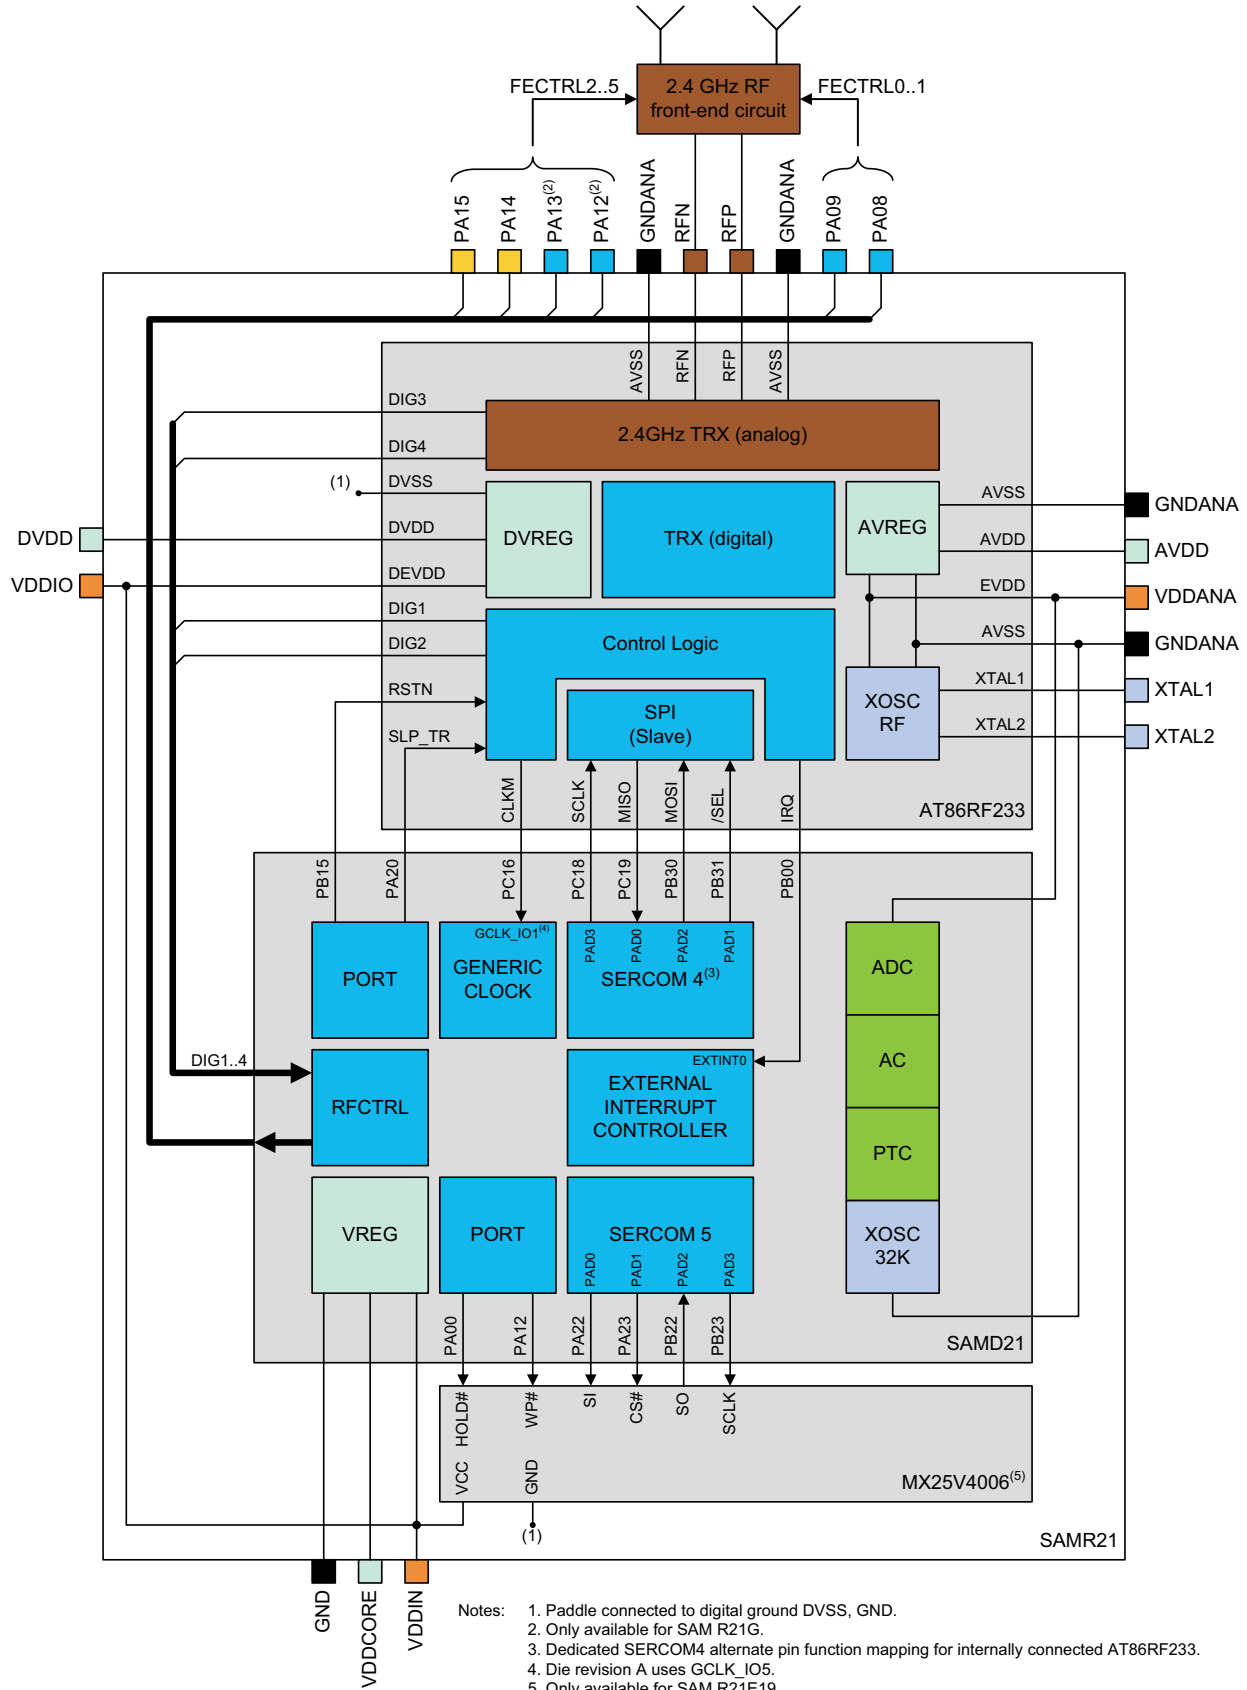 FECTRL2..5
2.4 GHz RF
front-end circuit
FECTRL0..1
PA15
PA14
PA13(2)
PA12(2)
GNDANA
RFN
RFP
GNDANA
PA09
PA08
AVSS
RFN
RFP
AVSS
DIG3
2.4GHz TRX (analog)
DIG4
(1)
DVSS
AVSS
GNDANA
DVDD
DVDD
DVREG
TRX (digital)
AVREG
AVDD
AVDD
VDDIO
DEVDD
EVDD
VDDANA
DIG1
Control Logic
AVSS
GNDANA
DIG2
RSTN
SPI
(Slave)
XOSC
RF
XTAL1
XTAL1
SLP_TR
XTAL2
XTAL2
CLKM
SCLK
MISO
MOSI
/SEL
IRQ
AT86RF233
PB15
PA20
PC16
PC18
PC19
PB30
PB31
PB00
PORT
GCLK_IO1(4)
GENERIC
CLOCK
PAD3
PAD0
PAD2
PAD1
SERCOM 4(3)
ADC
DIG1..4
RFCTRL
EXTINT0
EXTERNAL
INTERRUPT
CONTROLLER
AC
PTC
VREG
PORT
SERCOM 5
PAD0
PAD1
PAD2
PAD3
XOSC
32K
PA00
PA12
PA22
PA23
PB22
PB23
SAMD21
HOLD#
WP#
SI
CS#
SO
SCLK
VCC
GND
MX25V4006(5)
(1)
SAMR21
GND
VDDCORE
VDDIN
Notes: 1. Paddle connected to digital ground DVSS, GND.
2. Only available for SAM R21G.
3. Dedicated SERCOM4 alternate pin function mapping for internally connected AT86RF233.
4. Die revision A uses GCLK_IO5.
5. Only available for SAM R21E19